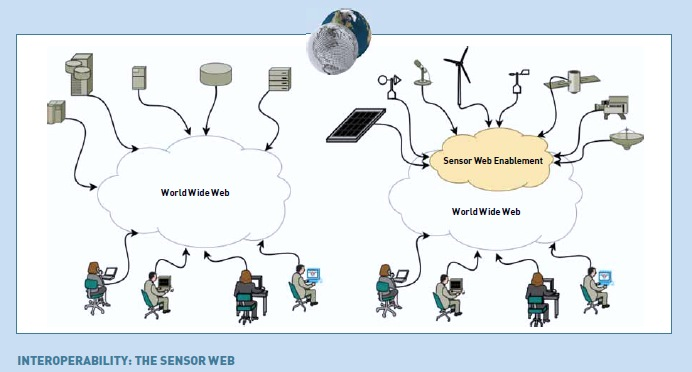 Sensor Web Enablement
World Wide Web
World Wide Web
INTEROPERABILITY: THE SENSOR WEB